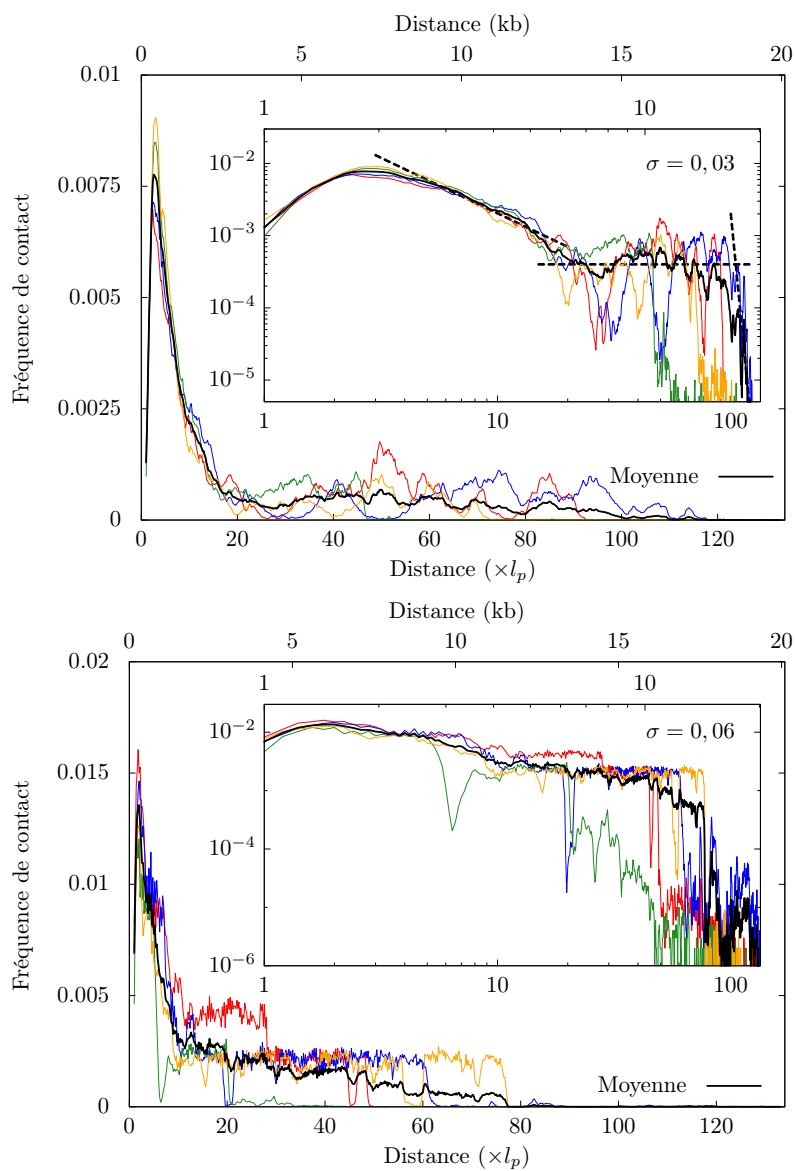 Distance (kb)
0 5 10 15 20
0.01
0.0075
0.005
0.0025
0
Fréquence de contact
1 10
10⁻²
10⁻³
10⁻⁴
10⁻⁵
σ = 0, 03
1 10 100
Moyenne
0 20 40 60 80 100 120
Distance (×lₚ)
Distance (kb)
0 5 10 15 20
0.02
0.015
0.01
0.005
0
Fréquence de contact
1 10
10⁻²
10⁻⁴
10⁻⁶
σ = 0, 06
1 10 100
Moyenne
0 20 40 60 80 100 120
Distance (×lₚ)